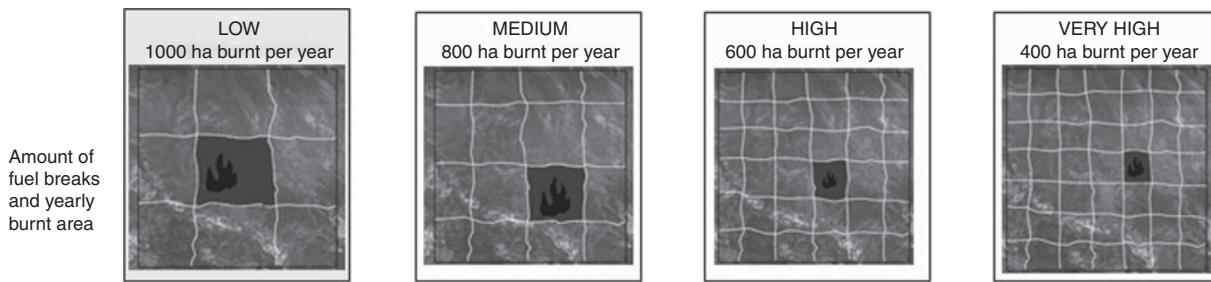 LOW
1000 ha burnt per year
MEDIUM
800 ha burnt per year
HIGH
600 ha burnt per year
VERY HIGH
400 ha burnt per year
Amount of
fuel breaks
and yearly
burnt area